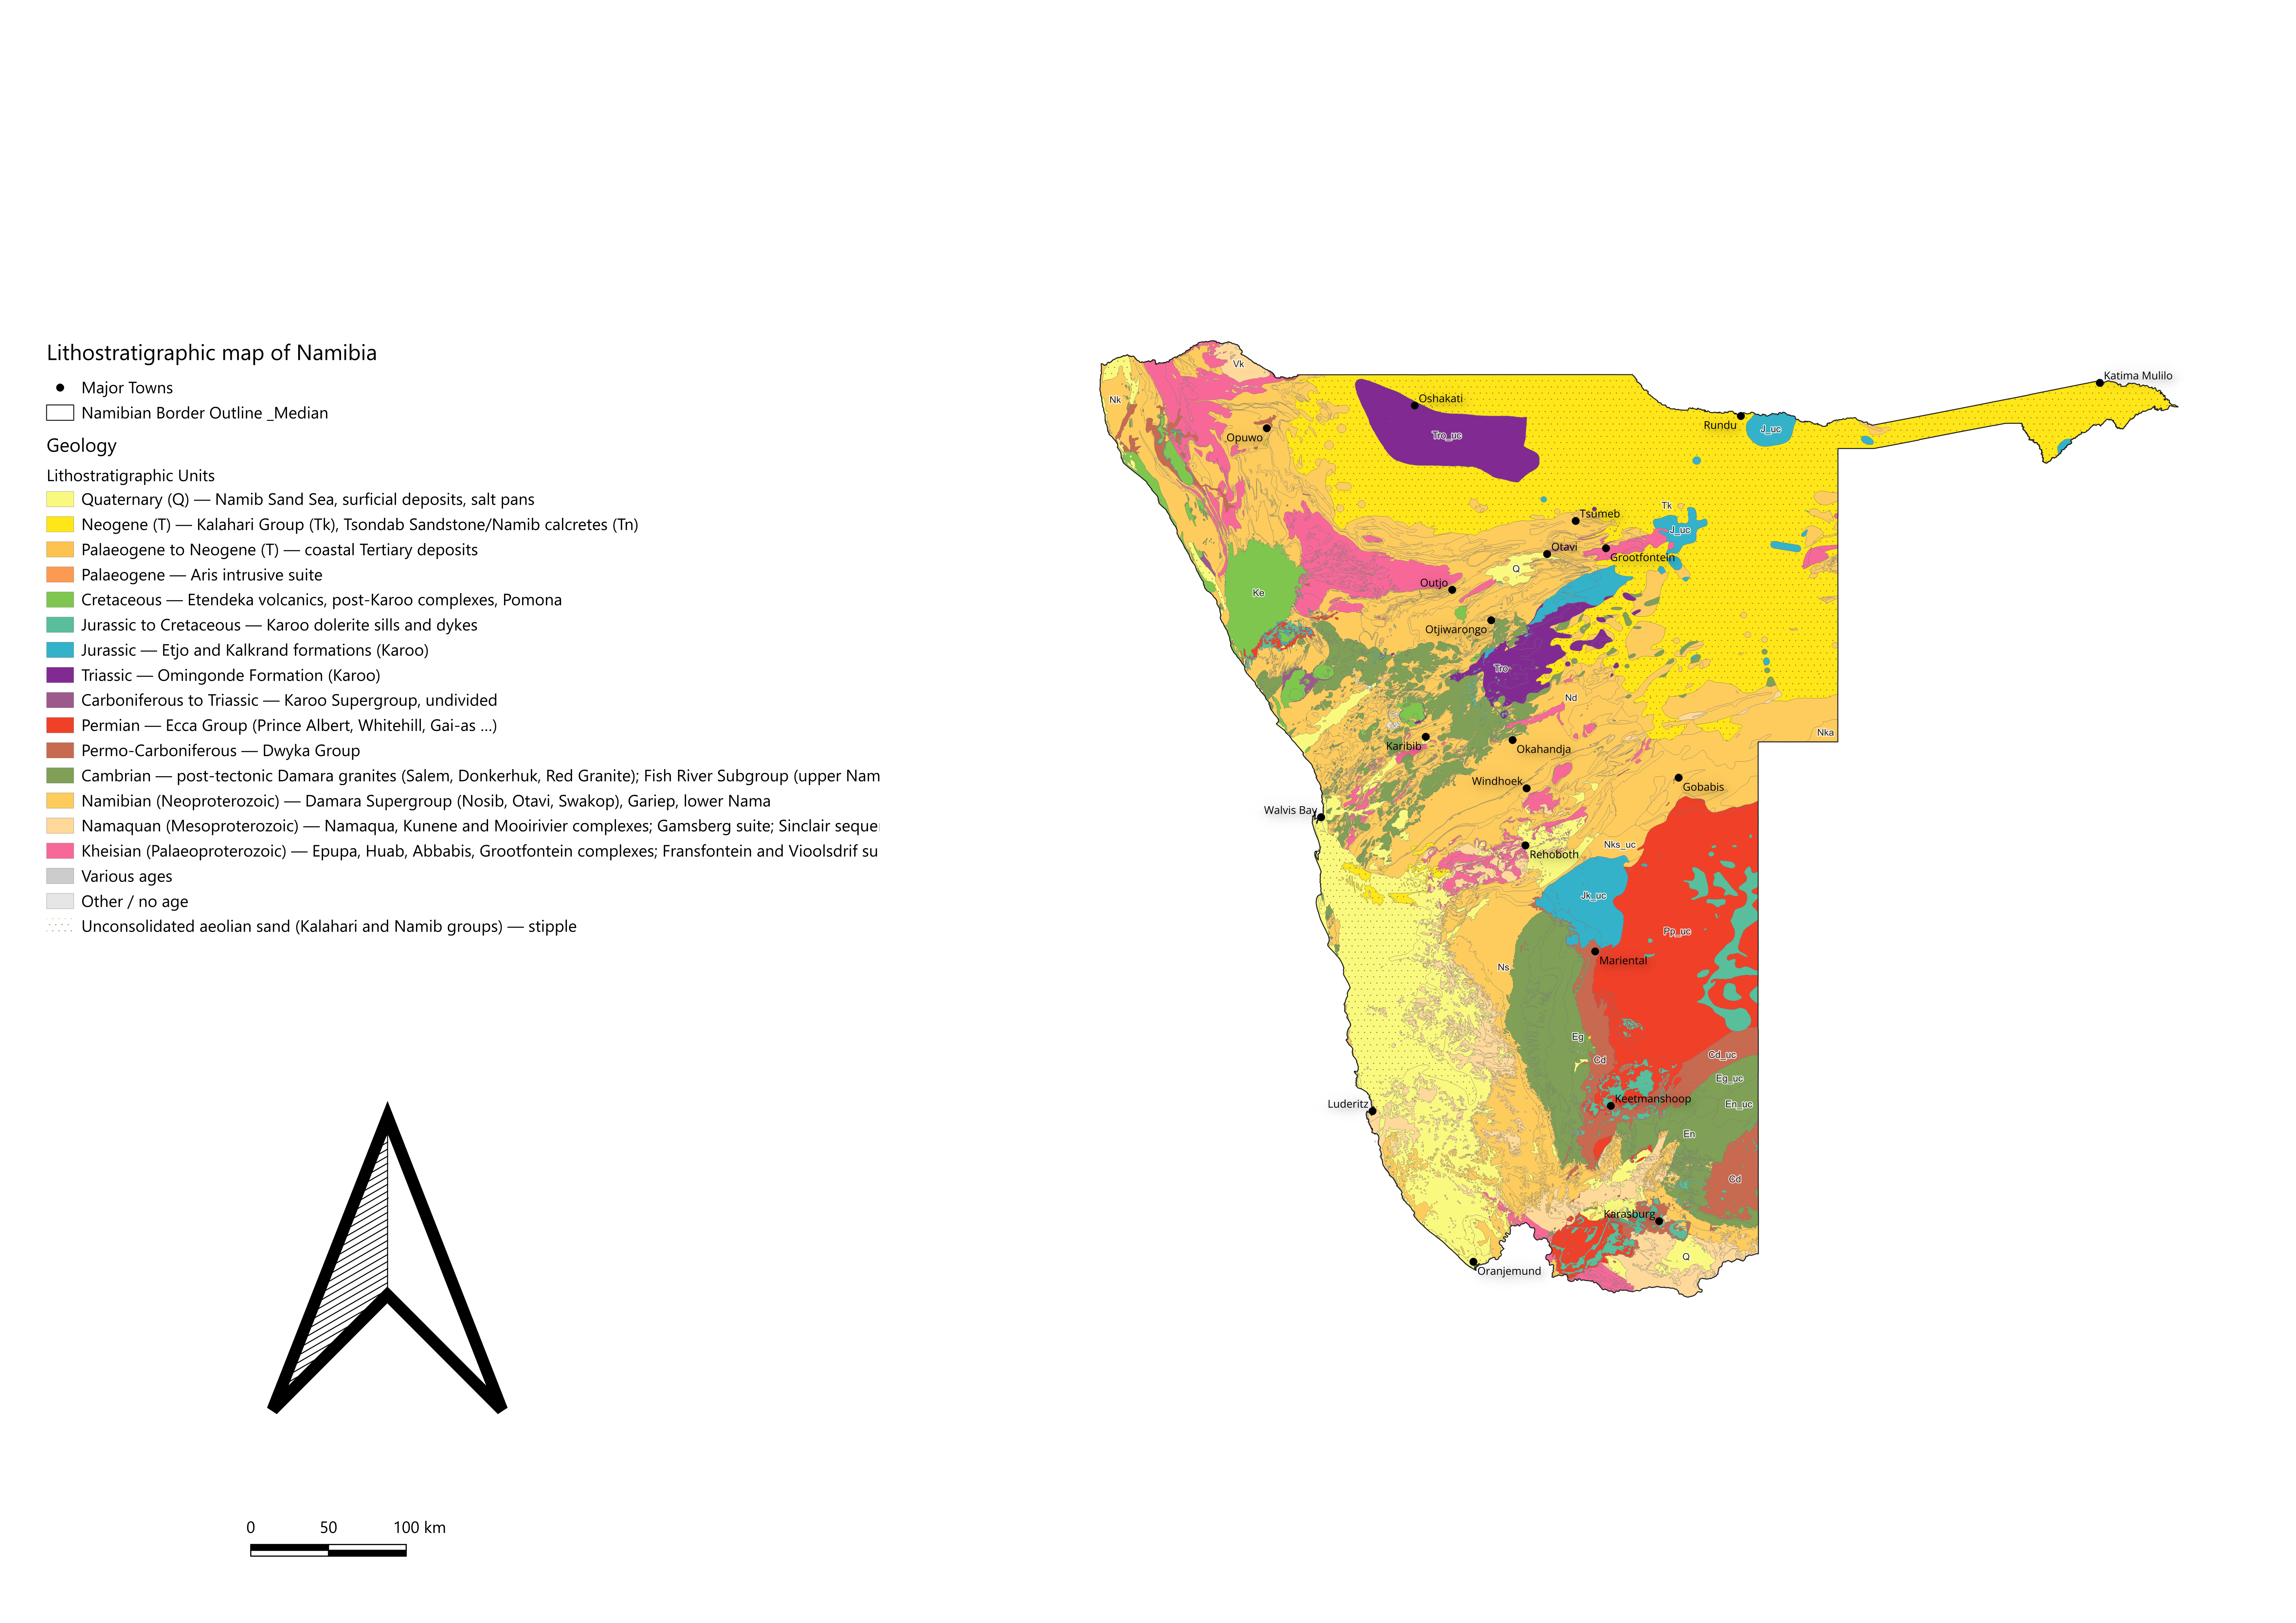 Lithostratigraphic map of Namibia
Major Towns
Namibian Border Outline _Median
Geology
Lithostratigraphic Units
Quaternary (Q) — Namib Sand Sea, surficial deposits, salt pans
Neogene (T) — Kalahari Group (Tk), Tsondab Sandstone/Namib calcretes (Tn)
Palaeogene to Neogene (T) — coastal Tertiary deposits
Palaeogene — Aris intrusive suite
Cretaceous — Etendeka volcanics, post-Karoo complexes, Pomona
Jurassic to Cretaceous — Karoo dolerite sills and dykes
Jurassic — Etjo and Kalkrand formations (Karoo)
Triassic — Omingonde Formation (Karoo)
Carboniferous to Triassic — Karoo Supergroup, undivided
Permian — Ecca Group (Prince Albert, Whitehill, Gai-as ...)
Permo-Carboniferous — Dwyka Group
Cambrian — post-tectonic Damara granites (Salem, Donkerhuk, Red Granite); Fish River Subgroup (upper Nam
Namibian (Neoproterozoic) — Damara Supergroup (Nosib, Otavi, Swakop), Gariep, lower Nama
Namaquan (Mesoproterozoic) — Namaqua, Kunene and Mooirivier complexes; Gamsberg suite; Sinclair seque
Kheisian (Palaeoproterozoic) — Epupa, Huab, Abbabis, Grootfontein complexes; Fransfontein and Vioolsdrif su
Various ages
Other / no age
Unconsolidated aeolian sand (Kalahari and Namib groups) — stipple
0 50 100 km
Vk
Katima Mulilo
Nk
Oshakati
Rundu
J_uc
Opuwo
Tro_uc
Tk
Tsumeb
J_uc
Otavi
Grootfontein
Q
Outjo
Ke
Otjiwarongo
Tro
Nd
Nka
Karibib
Okahandja
Windhoek
Gobabis
Walvis Bay
Nks_uc
Rehoboth
Jk_uc
Pp_uc
Mariental
Ns
Eg
Cd
Cd_uc
Eg_uc
Keetmanshoop
En_uc
Luderitz
En
Cd
Karasburg
Q
Oranjemund